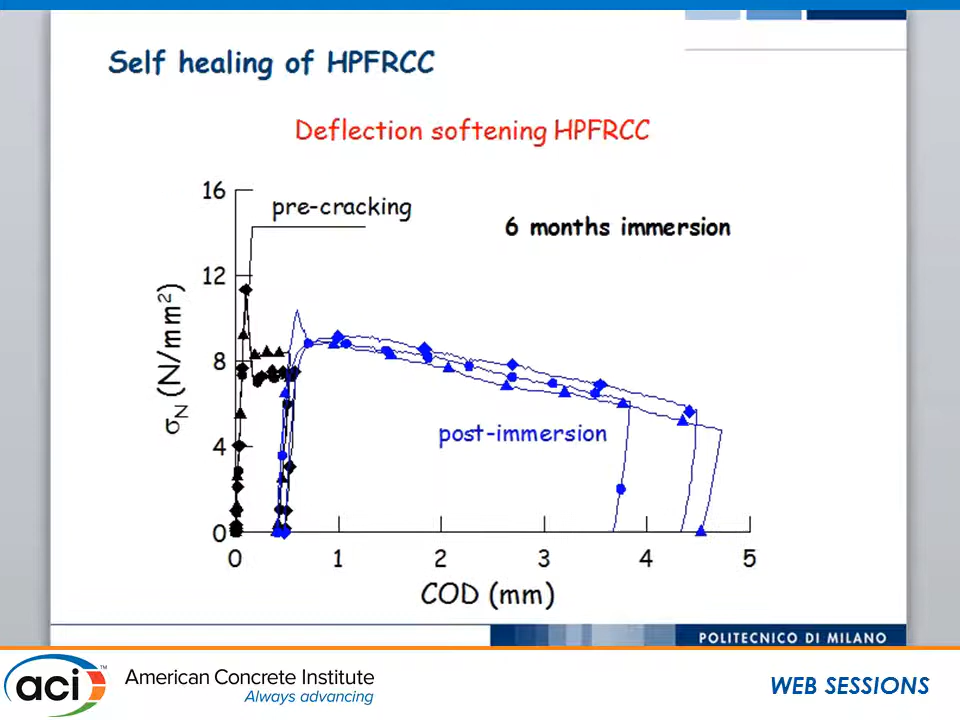 Self healing of HPFRCC
Deflection softening HPFRCC
16
pre-cracking
6 months immersion
12
σN (N/mm²)
8
post-immersion
4
0
0 1 2 3 4 5
COD (mm)
POLITECNICO DI MILANO
aci™
American Concrete Institute
Always advancing
WEB SESSIONS